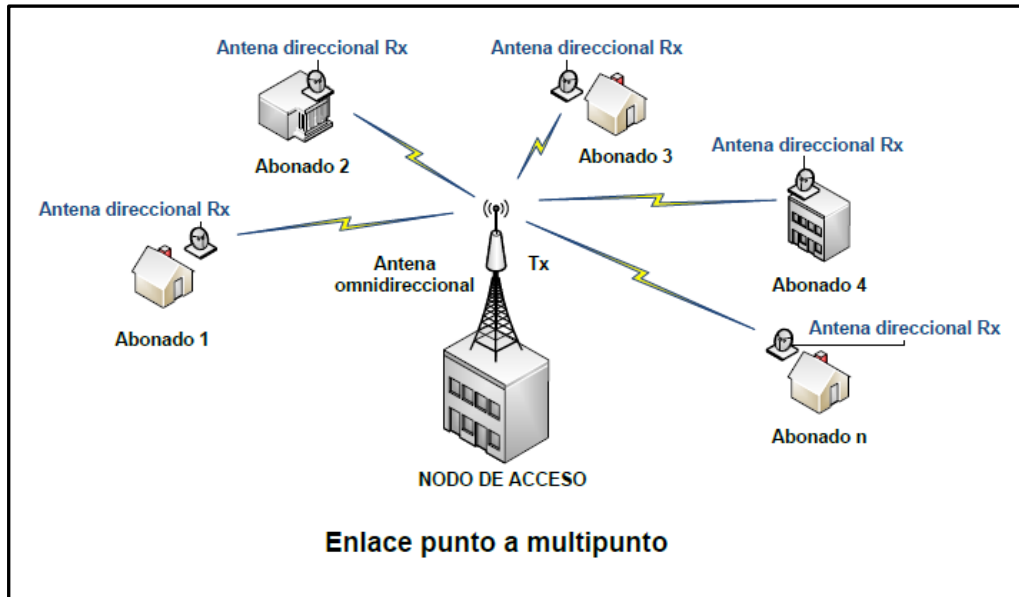 Antena direccional Rx
Antena direccional Rx
Abonado 2
Abonado 3
Antena direccional Rx
Antena direccional Rx
Antena
omnidireccional
Tx
Abonado 4
Abonado 1
Antena direccional Rx
Abonado n
NODO DE ACCESO
Enlace punto a multipunto